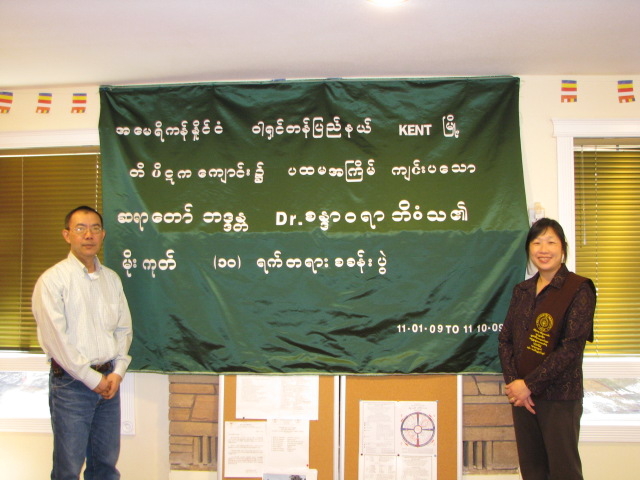 အမေရိကန်နိုင်ငံ ဝါရှင်တန်ပြည်နယ် KENT မြို့
တိပိဋကကျောင်း၌ ပထမအကြိမ် ကျင်းပသော
ဆရာတော် ဘဒ္ဒန္တ Dr. စန္ဒာဝရာဘိဝံသ၏
မိုးကုတ် (၁၀) ရက်တရားစခန်းပွဲ
11-01-09 TO 11 10-09